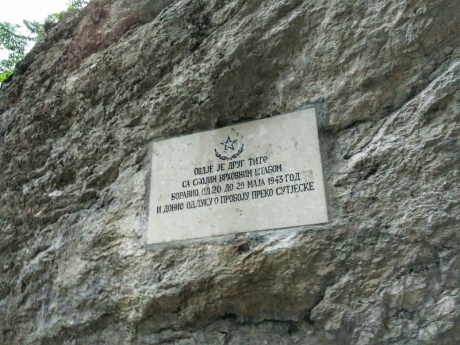 ОВДЈЕ ЈЕ ДРУГ ТИТО
СА СВОЈИМ ВРХОВНИМ ШТАБОМ
БОРАВИО ОД 20 ДО 29 МАЈА 1943 ГОД
И ДОНИО ОДЛУКУ О ПРОБОЈУ ПРЕКО СУТЈЕСКЕ